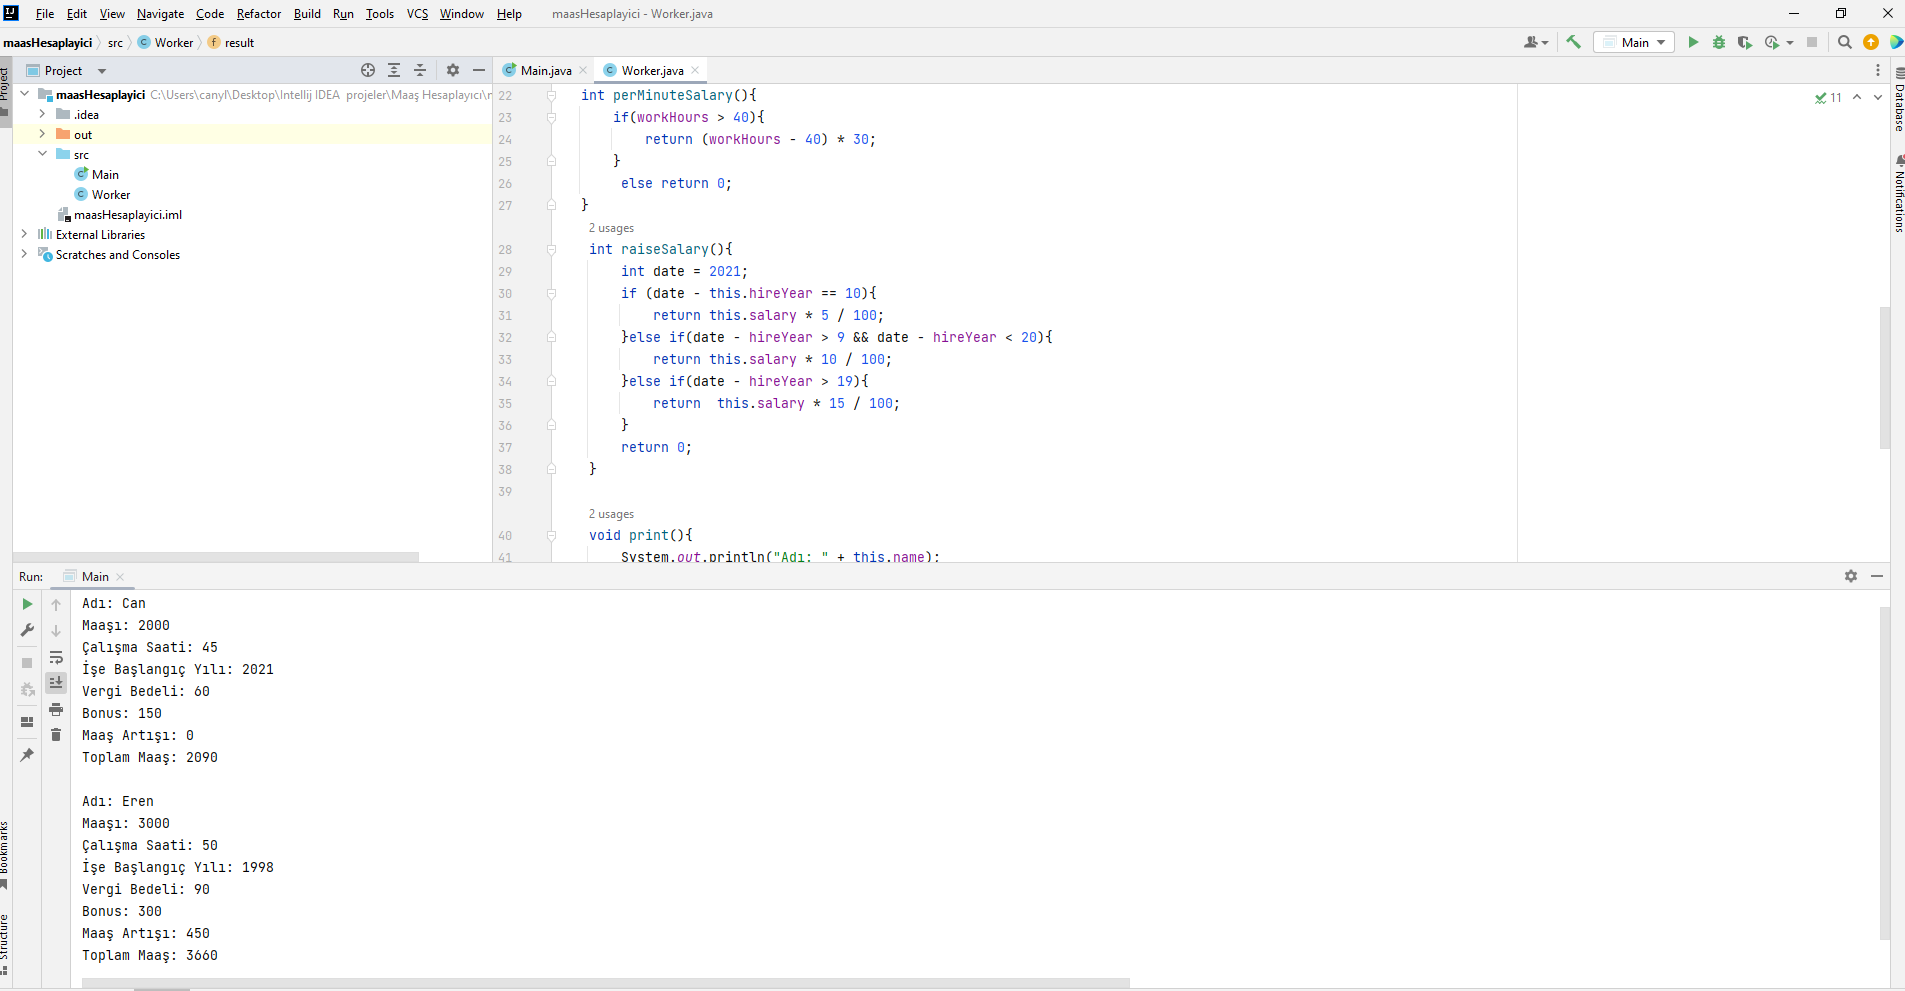 File Edit View Navigate Code Refactor Build Run Tools VCS Window Help maasHesaplayici - Worker.java
maasHesaplayici src Worker result Main
Project
Project
Main.java
Worker.java
maasHesaplayici C:\Users\canyl\Desktop\Intellij IDEA projeler\Maaş Hesaplayıcı\
.idea
out
src
Main
Worker
maasHesaplayici.iml
External Libraries
Scratches and Consoles
11
22 int perMinuteSalary(){
23 if(workHours > 40){
24 return (workHours - 40) * 30;
25 }
26 else return 0;
27 }
2 usages
28 int raiseSalary(){
29 int date = 2021;
30 if (date - this.hireYear == 10){
31 return this.salary * 5 / 100;
32 }else if(date - hireYear > 9 && date - hireYear < 20){
33 return this.salary * 10 / 100;
34 }else if(date - hireYear > 19){
35 return  this.salary * 15 / 100;
36 }
37 return 0;
38 }
39
2 usages
40 void print(){
41 System.out.println("Adı: " + this.name);
Database
Notifications
Run: Main
Adı: Can
Maaşı: 2000
Çalışma Saati: 45
İşe Başlangıç Yılı: 2021
Vergi Bedeli: 60
Bonus: 150
Maaş Artışı: 0
Toplam Maaş: 2090
Adı: Eren
Maaşı: 3000
Çalışma Saati: 50
İşe Başlangıç Yılı: 1998
Vergi Bedeli: 90
Bonus: 300
Maaş Artışı: 450
Toplam Maaş: 3660
Bookmarks
Structure